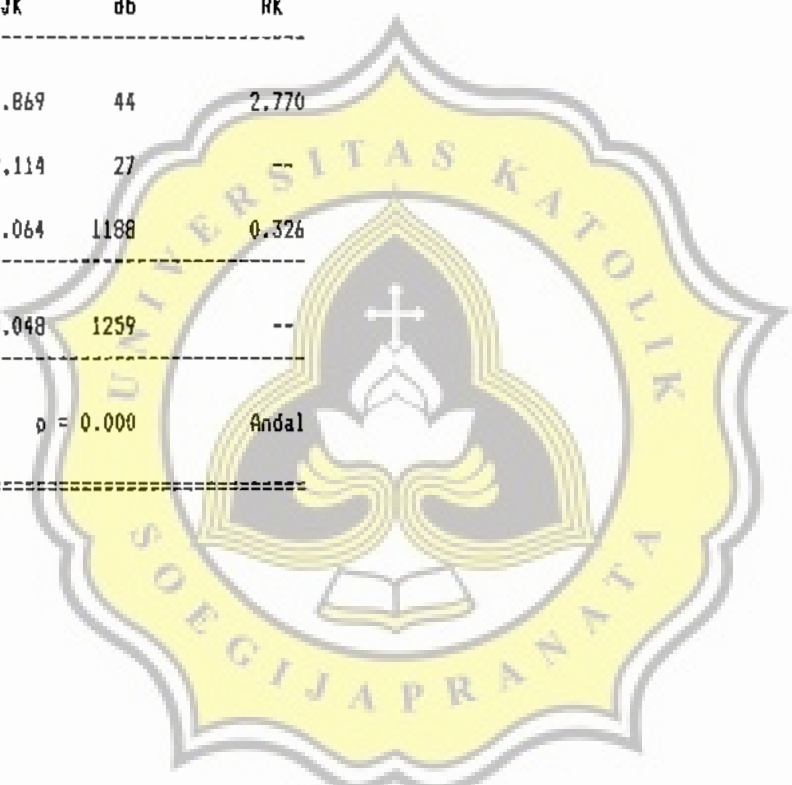 JK db RK
.869 44 2.770
.114 27 --
.064 1188 0.326
.048 1259 --
p = 0.000 Andal
UNIVERSITAS KATOLIK
SOEGIJAPRANATA